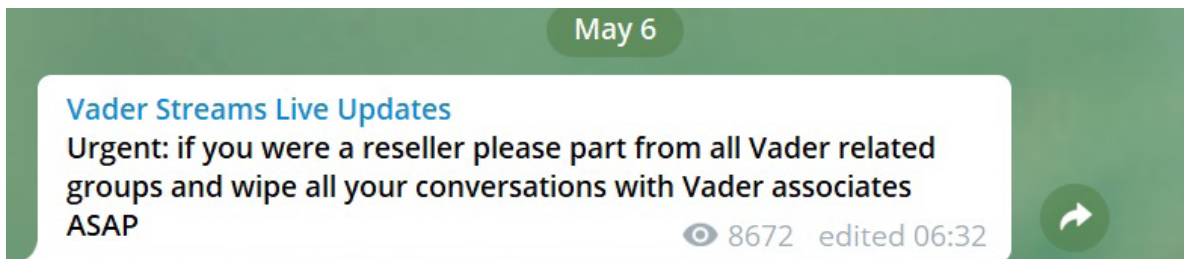 May 6
Vader Streams Live Updates
Urgent: if you were a reseller please part from all Vader related
groups and wipe all your conversations with Vader associates
ASAP
8672 edited 06:32